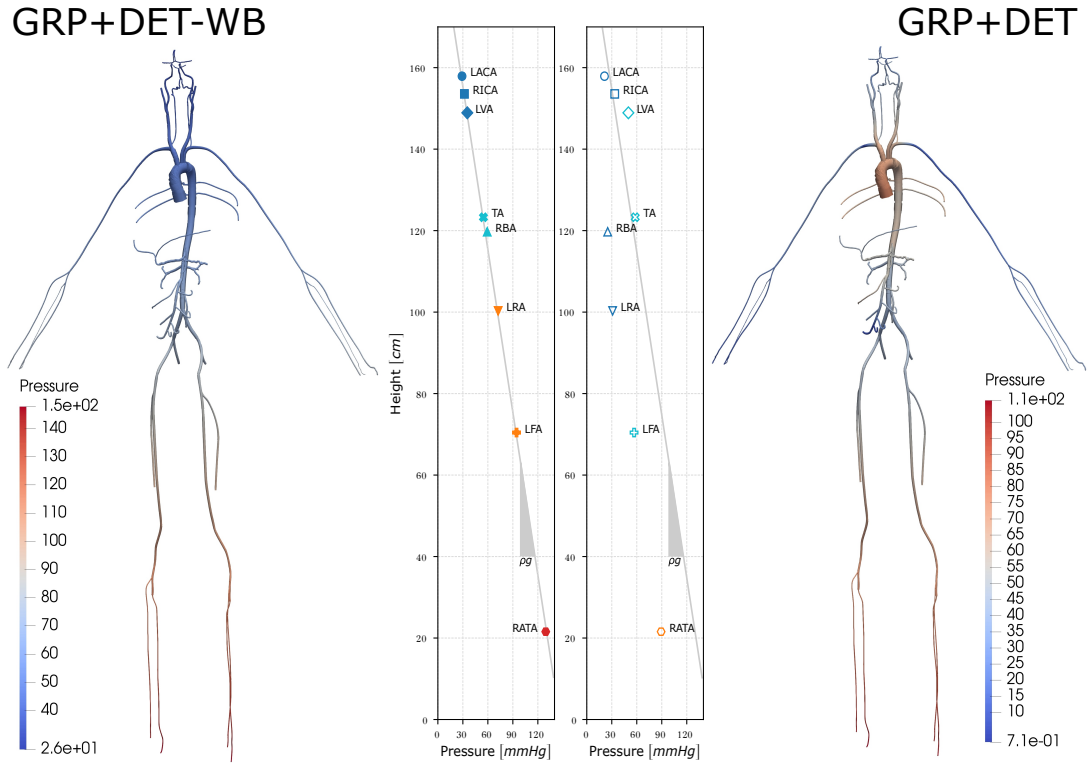 GRP+DET-WB
GRP+DET
160
140
120
100
80
60
40
20
0
Height [cm]
LACA
RICA
LVA
TA
RBA
LRA
LFA
ρg
RATA
0 30 60 90 120
Pressure [mmHg]
160
140
120
100
80
60
40
20
0
LACA
RICA
LVA
TA
RBA
LRA
LFA
ρg
RATA
0 30 60 90 120
Pressure [mmHg]
Pressure
1.5e+02
140
130
120
110
100
90
80
70
60
50
40
2.6e+01
Pressure
1.1e+02
100
95
90
85
80
75
70
65
60
55
50
45
40
35
30
25
20
15
10
7.1e-01